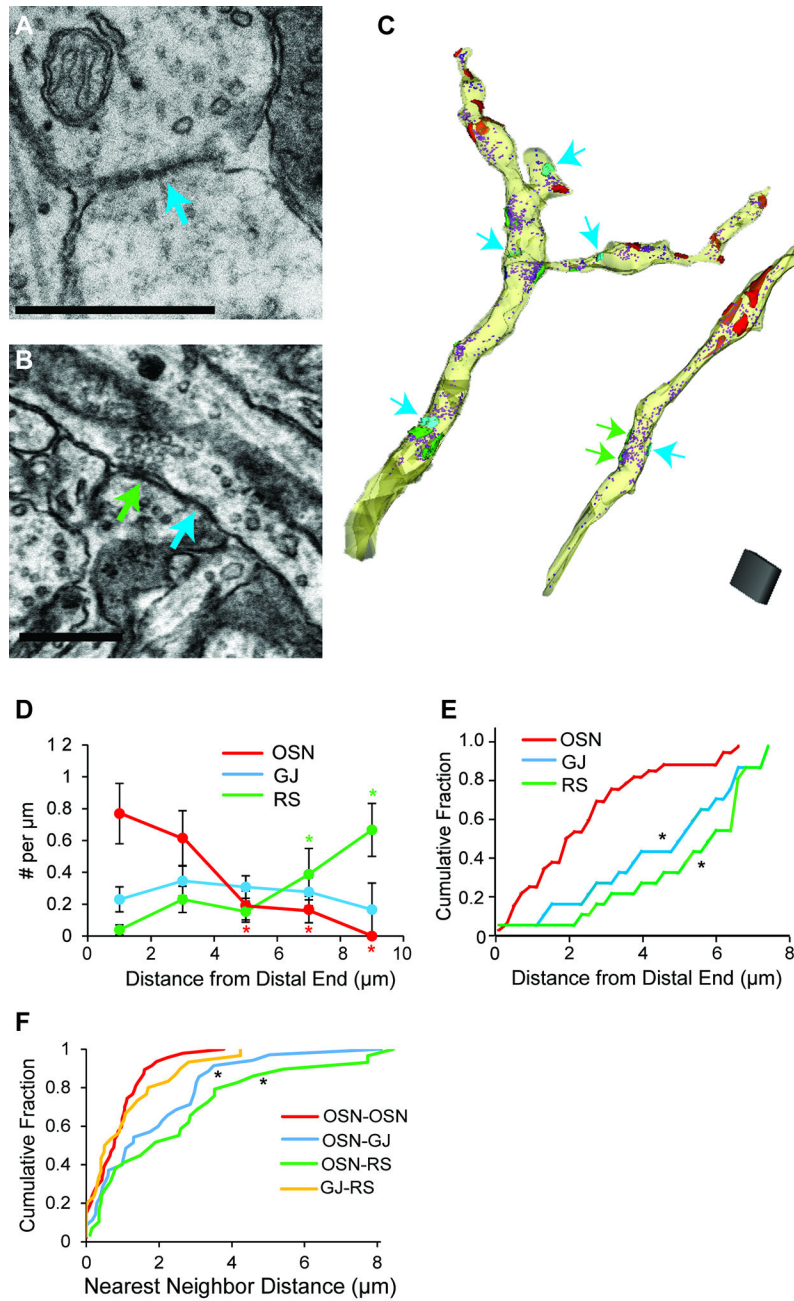 A
B
C
D
# per µm
1 2
1
0.8
0.6
0.4
0.2
0
OSN
GJ
RS
*
*
*
*
*
0 2 4 6 8 10
Distance from Distal End (µm)
E
Cumulative Fraction
1.0
0.8
0.6
0.4
0.2
0
OSN
GJ
RS
*
*
0 2 4 6 8
Distance from Distal End (µm)
F
Cumulative Fraction
1
0.8
0.6
0.4
0.2
0
*
*
OSN-OSN
OSN-GJ
OSN-RS
GJ-RS
0 2 4 6 8
Nearest Neighbor Distance (µm)